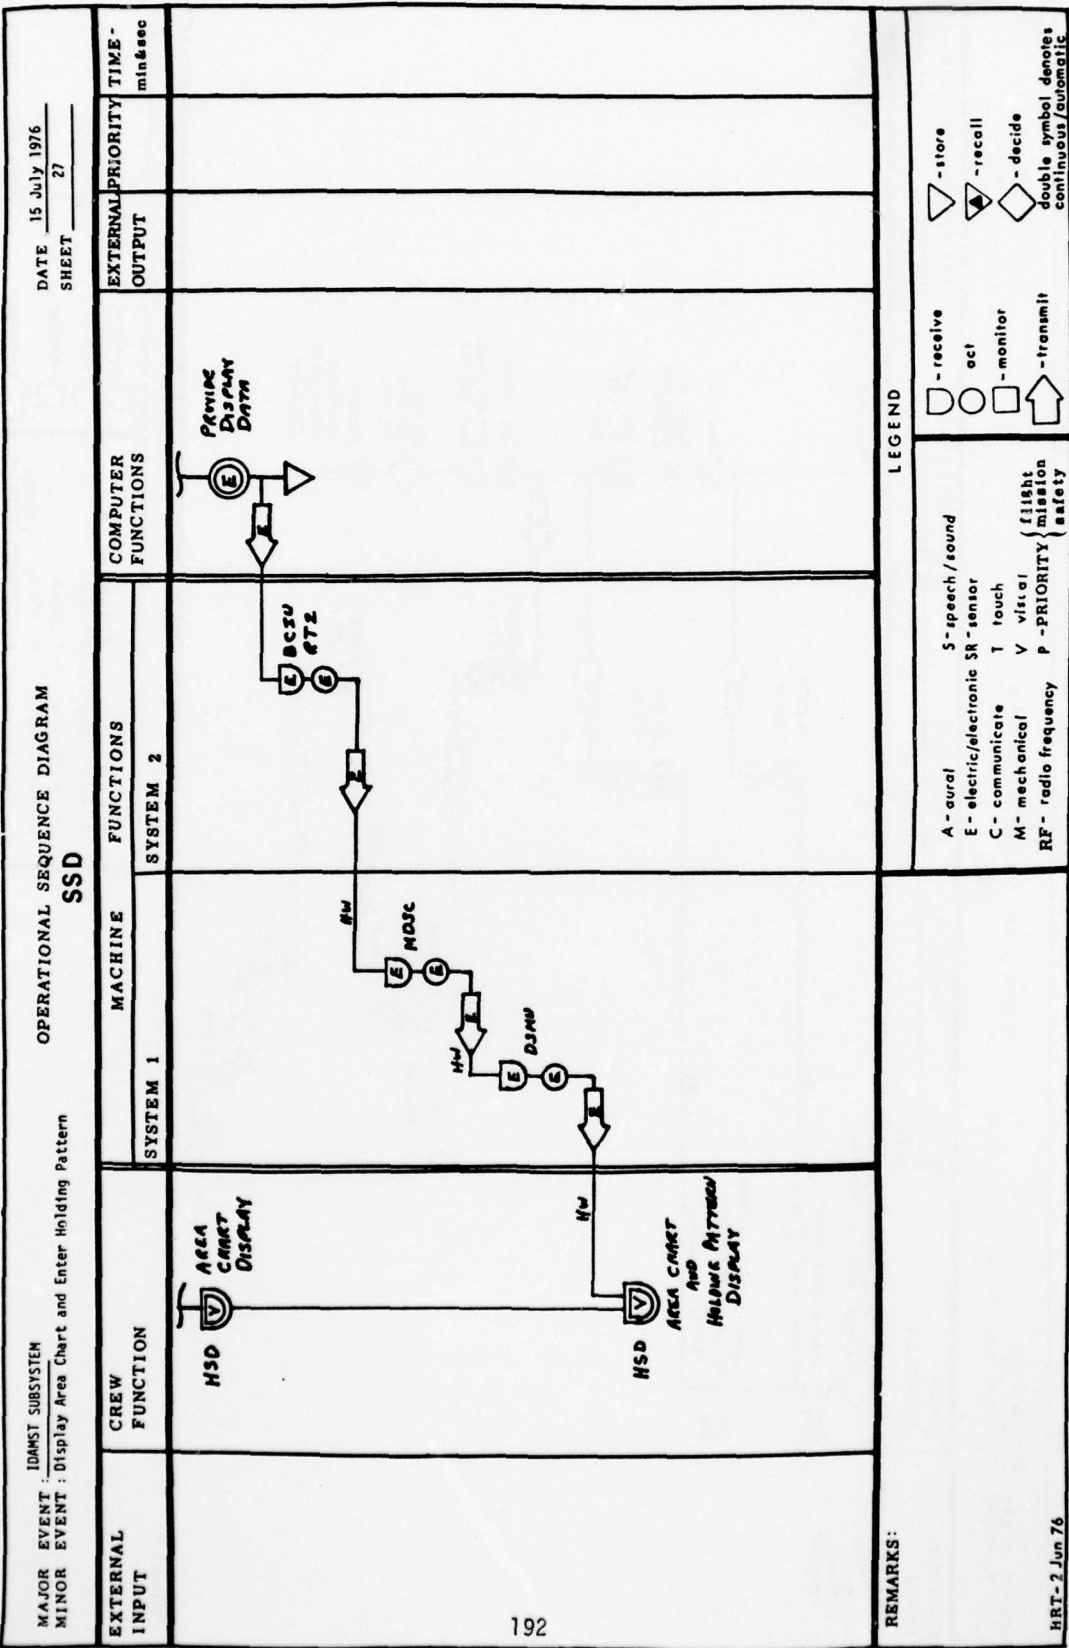 MAJOR EVENT : IDAMST SUBSYSTEM
MINOR EVENT : Display Area Chart and Enter Holding Pattern
OPERATIONAL SEQUENCE DIAGRAM
SSD
DATE 15 July 1976
SHEET 27
EXTERNAL INPUT
CREW FUNCTION
MACHINE FUNCTIONS
SYSTEM 1
SYSTEM 2
COMPUTER FUNCTIONS
EXTERNAL OUTPUT
PRIORITY
TIME-
min&sec
HSD
V
AREA
CHART
DISPLAY
E
PROVIDE
DISPLAY
DATA
E
E
E
BCIU
RT2
E
HW
E
E
MDSC
E
HW
E
E
DSMU
E
HW
HSD
V
AREA CHART
AND
HOLDING PATTERN
DISPLAY
REMARKS:
LEGEND
A - aural
S - speech / sound
E - electric/electronic
SR - sensor
C - communicate
T touch
M - mechanical
V visual
RF - radio frequency
P - PRIORITY { flight
mission
safety
- receive
act
- monitor
- transmit
- store
- recall
- decide
double symbol denotes
continuous/automatic
HRT-2 Jun 76
192